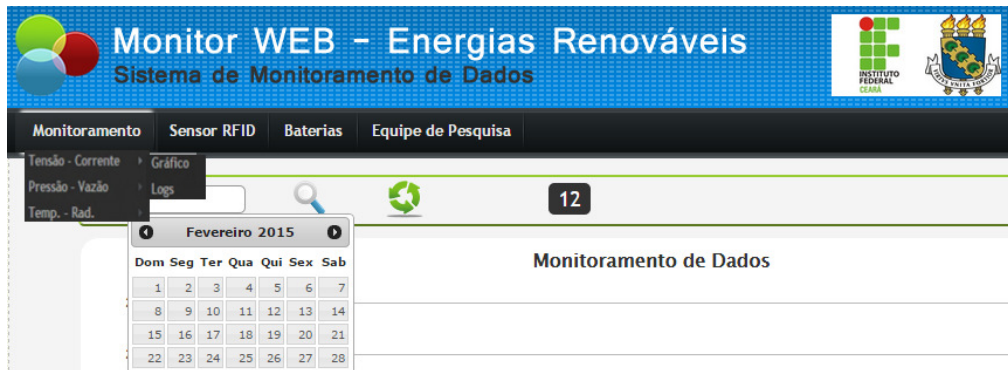 Monitor WEB - Energias Renováveis
Sistema de Monitoramento de Dados
INSTITUTO
FEDERAL
CEARÁ
VIRTUS UNITA FORTIOR
Monitoramento Sensor RFID Baterias Equipe de Pesquisa
Tensão - Corrente Gráfico
Pressão - Vazão Logs
Temp. - Rad.
12
Fevereiro 2015
Monitoramento de Dados
Dom Seg Ter Qua Qui Sex Sab
1 2 3 4 5 6 7
8 9 10 11 12 13 14
15 16 17 18 19 20 21
22 23 24 25 26 27 28